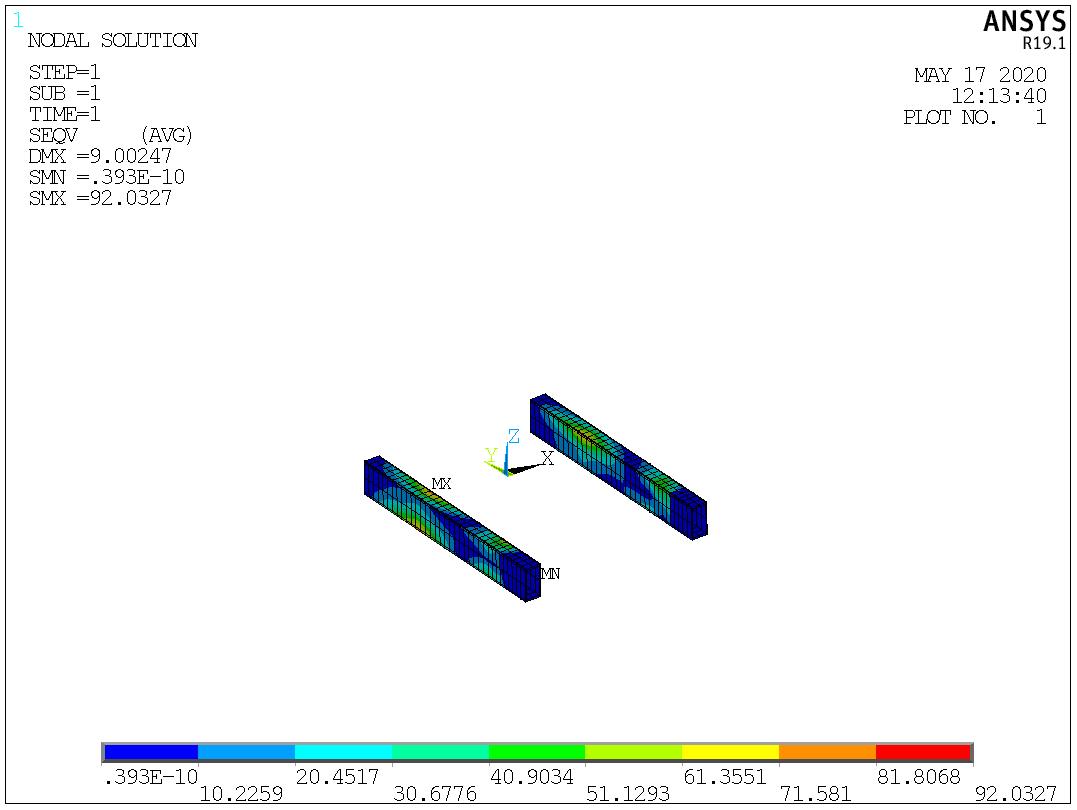 1
NODAL SOLUTION
STEP=1
SUB =1
TIME=1
SEQV (AVG)
DMX =9.00247
SMN =.393E-10
SMX =92.0327
ANSYS
R19.1
MAY 17 2020
12:13:40
PLOT NO. 1
Z
Y
X
MX
MN
.393E-10 20.4517 40.9034 61.3551 81.8068
10.2259 30.6776 51.1293 71.581 92.0327